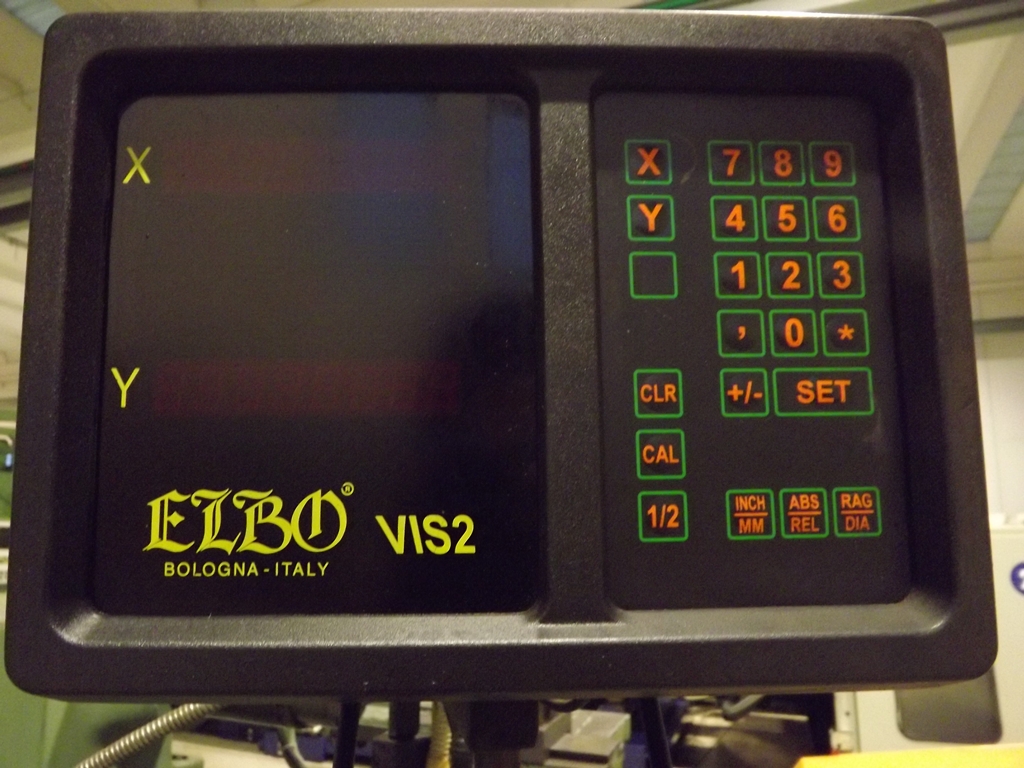 X
Y
ELBO®
VIS2
BOLOGNA - ITALY
X 7 8 9
Y 4 5 6
1 2 3
, 0 *
CLR +/- SET
CAL
1/2 INCH/MM ABS/REL RAG/DIA